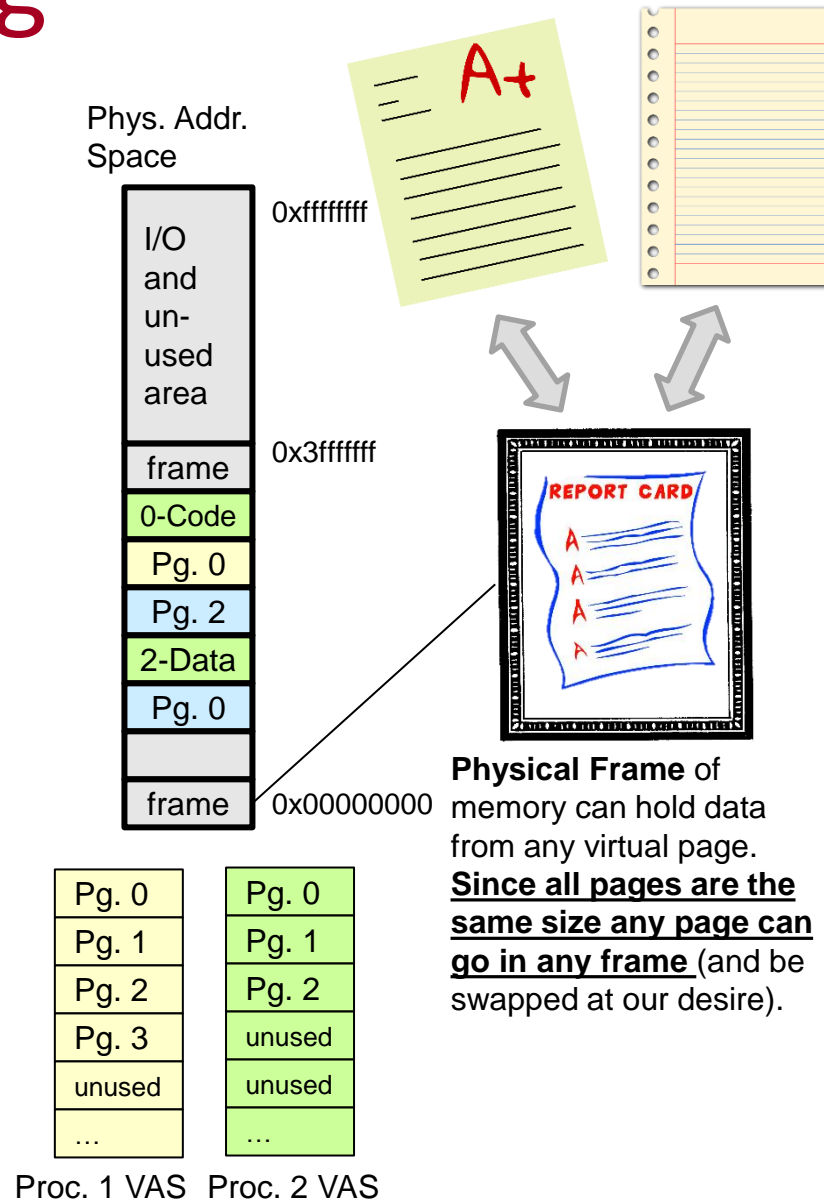 g
Phys. Addr.
Space
0xffffffff
I/O
and
un-
used
area
0x3fffffff
frame
0-Code
Pg. 0
Pg. 2
2-Data
Pg. 0
frame
0x00000000
A+
REPORT CARD
A
A
A
A
Physical Frame of
memory can hold data
from any virtual page.
Since all pages are the
same size any page can
go in any frame (and be
swapped at our desire).
Pg. 0
Pg. 1
Pg. 2
Pg. 3
unused
…
Proc. 1 VAS
Pg. 0
Pg. 1
Pg. 2
unused
unused
…
Proc. 2 VAS